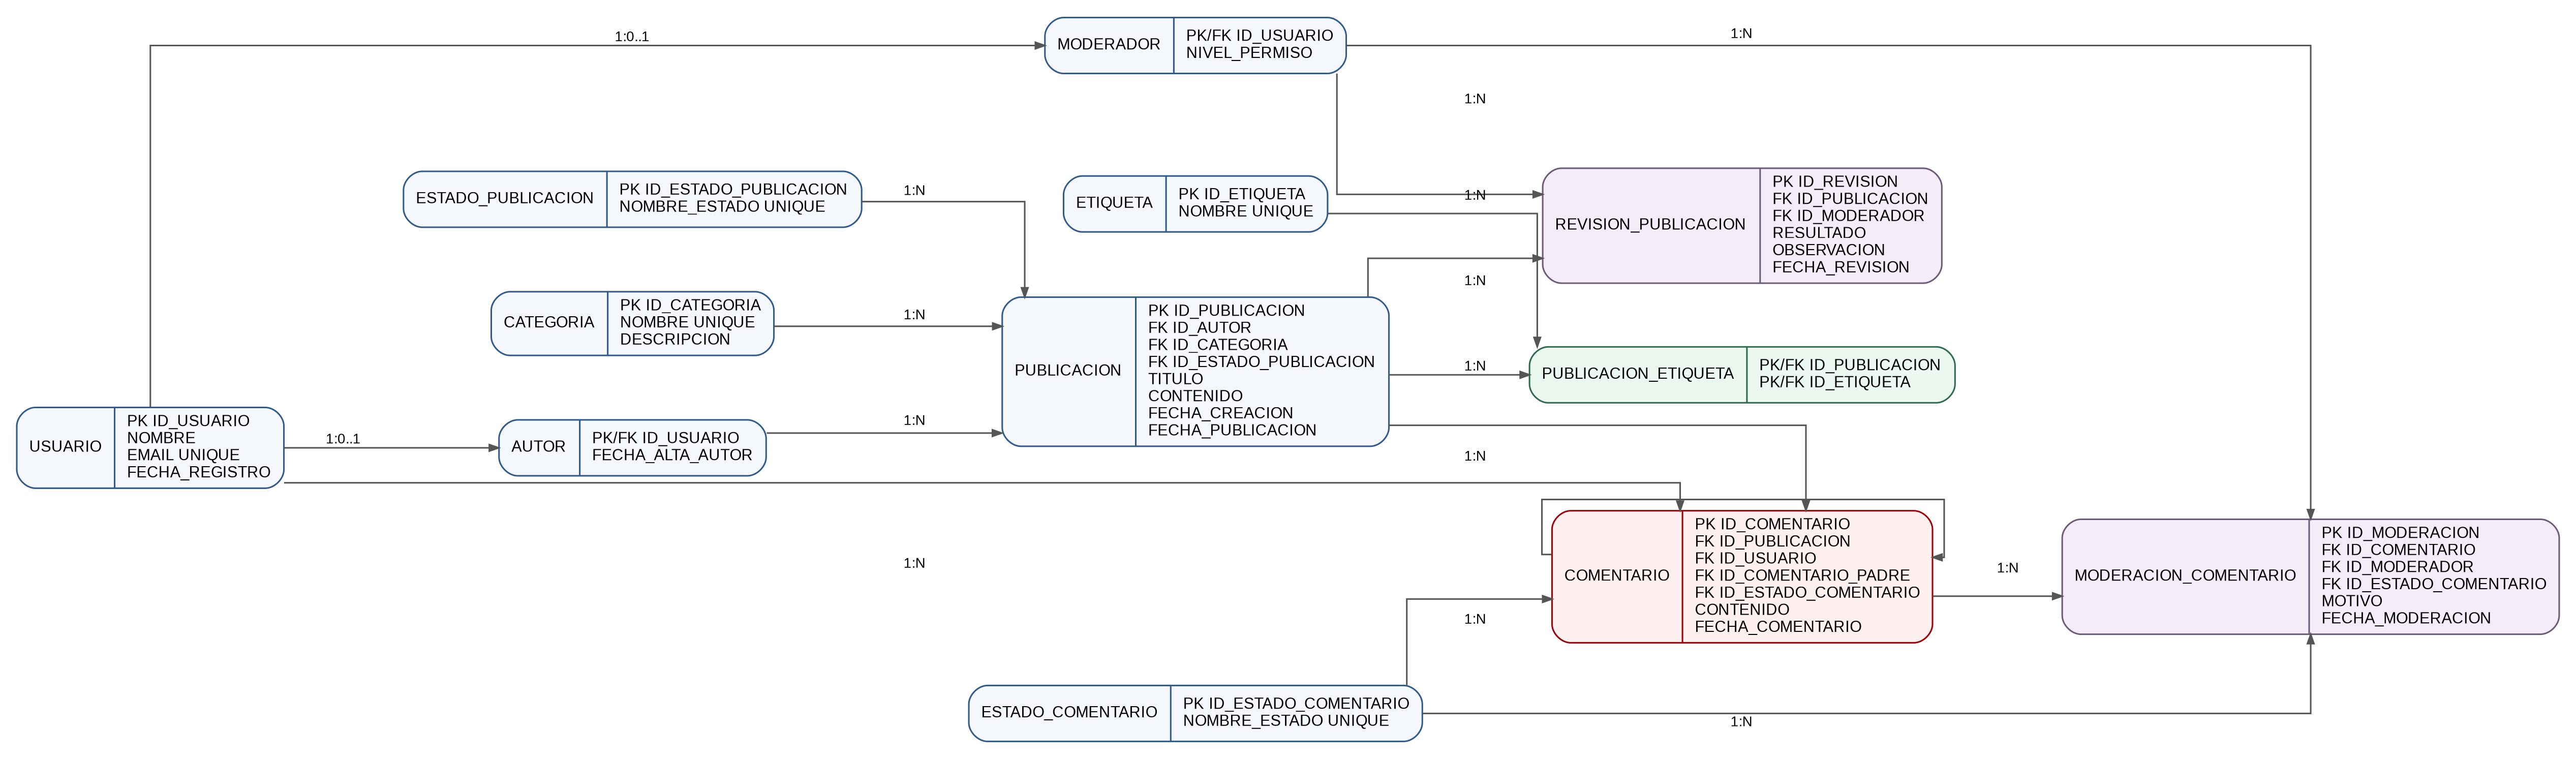 1:0..1
MODERADOR
PK/FK ID_USUARIO
NIVEL_PERMISO
1:N
1:N
ESTADO_PUBLICACION
PK ID_ESTADO_PUBLICACION
NOMBRE_ESTADO UNIQUE
1:N
ETIQUETA
PK ID_ETIQUETA
NOMBRE UNIQUE
1:N
REVISION_PUBLICACION
PK ID_REVISION
FK ID_PUBLICACION
FK ID_MODERADOR
RESULTADO
OBSERVACION
FECHA_REVISION
CATEGORIA
PK ID_CATEGORIA
NOMBRE UNIQUE
DESCRIPCION
1:N
PUBLICACION
PK ID_PUBLICACION
FK ID_AUTOR
FK ID_CATEGORIA
FK ID_ESTADO_PUBLICACION
TITULO
CONTENIDO
FECHA_CREACION
FECHA_PUBLICACION
1:N
1:N
PUBLICACION_ETIQUETA
PK/FK ID_PUBLICACION
PK/FK ID_ETIQUETA
USUARIO
PK ID_USUARIO
NOMBRE
EMAIL UNIQUE
FECHA_REGISTRO
1:0..1
AUTOR
PK/FK ID_USUARIO
FECHA_ALTA_AUTOR
1:N
1:N
1:N
COMENTARIO
PK ID_COMENTARIO
FK ID_PUBLICACION
FK ID_USUARIO
FK ID_COMENTARIO_PADRE
FK ID_ESTADO_COMENTARIO
CONTENIDO
FECHA_COMENTARIO
1:N
MODERACION_COMENTARIO
PK ID_MODERACION
FK ID_COMENTARIO
FK ID_MODERADOR
FK ID_ESTADO_COMENTARIO
MOTIVO
FECHA_MODERACION
1:N
ESTADO_COMENTARIO
PK ID_ESTADO_COMENTARIO
NOMBRE_ESTADO UNIQUE
1:N